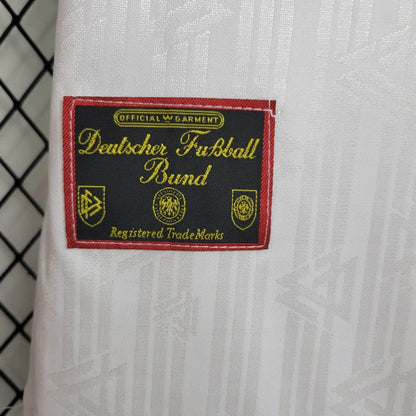 OFFICIAL GARMENT
Deutscher Fußball
Bund
Registered TradeMarks